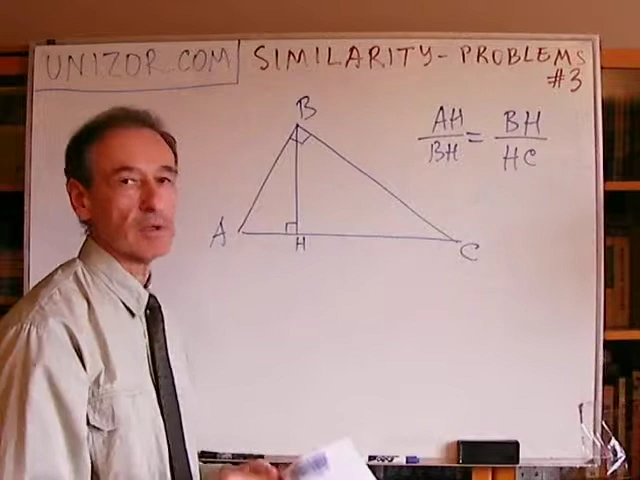 UNIZOR.COM
SIMILARITY - PROBLEMS
#3
B
A
H
C
AH = BH
BH HC